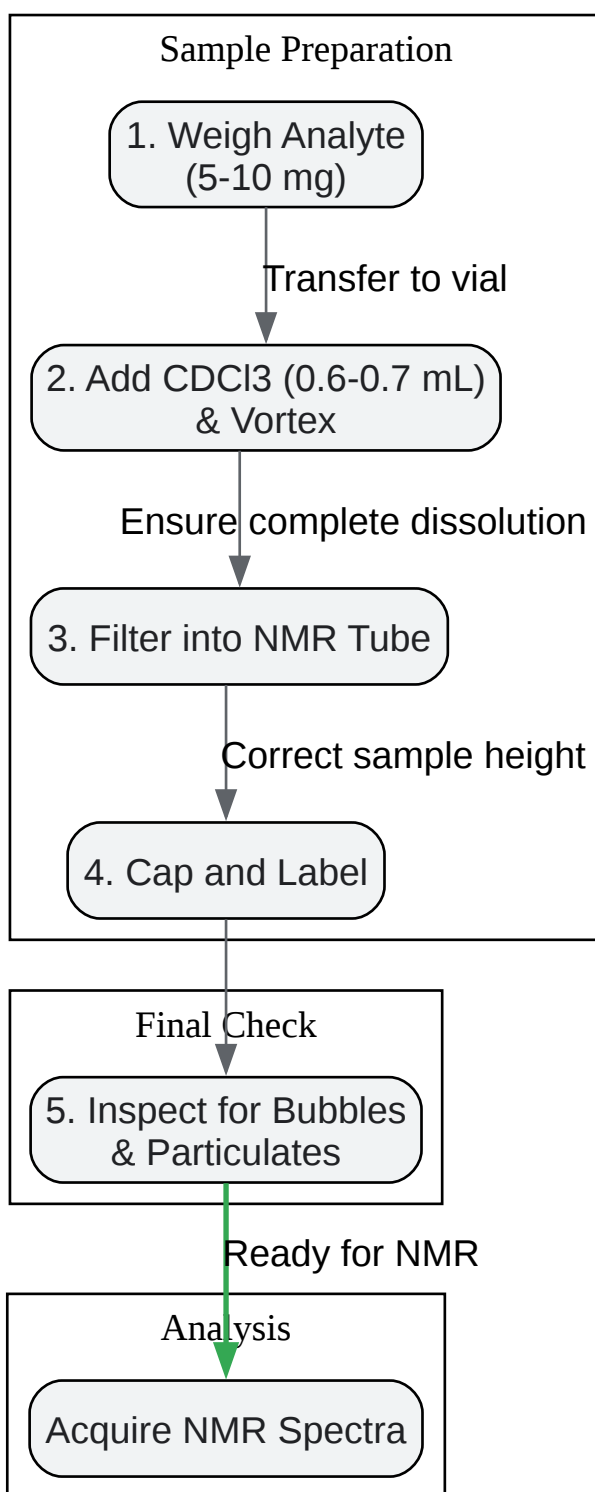 Sample Preparation
1. Weigh Analyte
(5-10 mg)
Transfer to vial
2. Add CDCl3 (0.6-0.7 mL)
& Vortex
Ensure complete dissolution
3. Filter into NMR Tube
Correct sample height
4. Cap and Label
Final Check
5. Inspect for Bubbles
& Particulates
Ready for NMR
Analysis
Acquire NMR Spectra